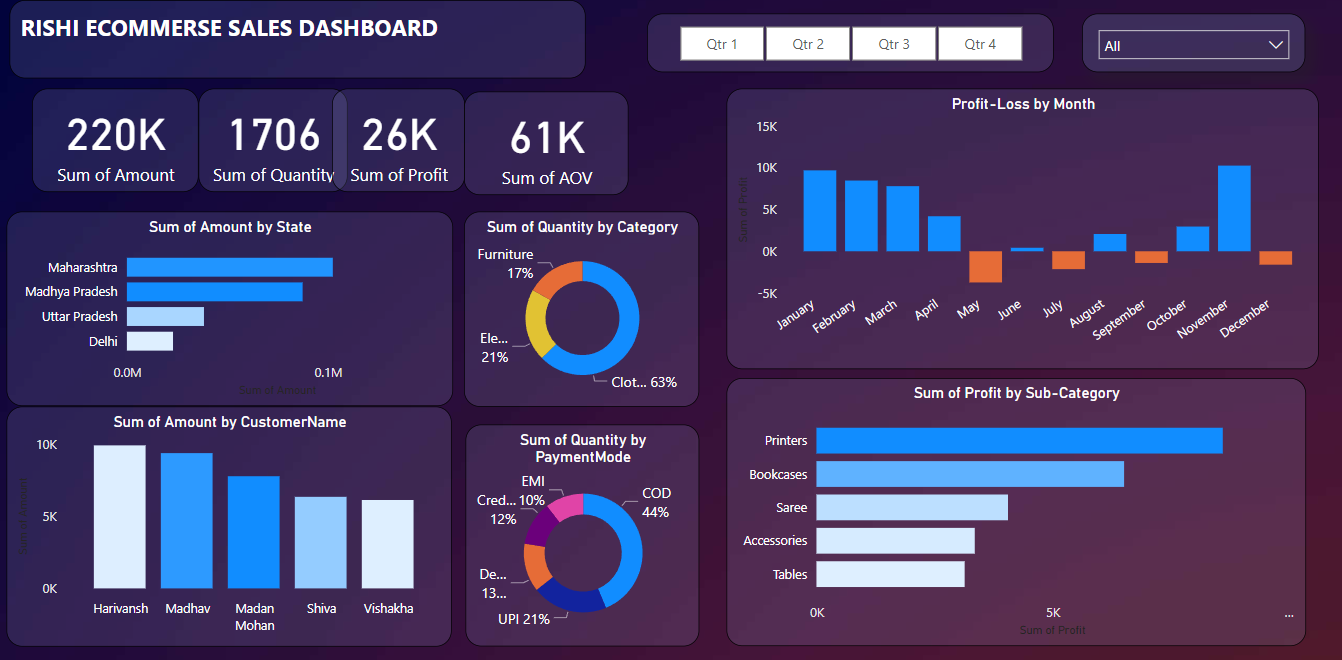 RISHI ECOMMERSE SALES DASHBOARD
Qtr 1
Qtr 2
Qtr 3
Qtr 4
All
220K
Sum of Amount
1706
Sum of Quantity
26K
Sum of Profit
61K
Sum of AOV
Sum of Amount by State
Maharashtra
Madhya Pradesh
Uttar Pradesh
Delhi
0.0M
0.1M
Sum of Amount
Sum of Quantity by Category
Furniture
17%
Ele...
21%
Clot... 63%
Profit-Loss by Month
Sum of Profit
15K
10K
5K
0K
-5K
January
February
March
April
May
June
July
August
September
October
November
December
Sum of Amount by CustomerName
Sum of Amount
10K
5K
0K
Harivansh
Madhav
Madan
Mohan
Shiva
Vishakha
Sum of Quantity by
PaymentMode
EMI
10%
Cred...
12%
COD
44%
De...
13...
UPI 21%
Sum of Profit by Sub-Category
Printers
Bookcases
Saree
Accessories
Tables
0K
5K
...
Sum of Profit